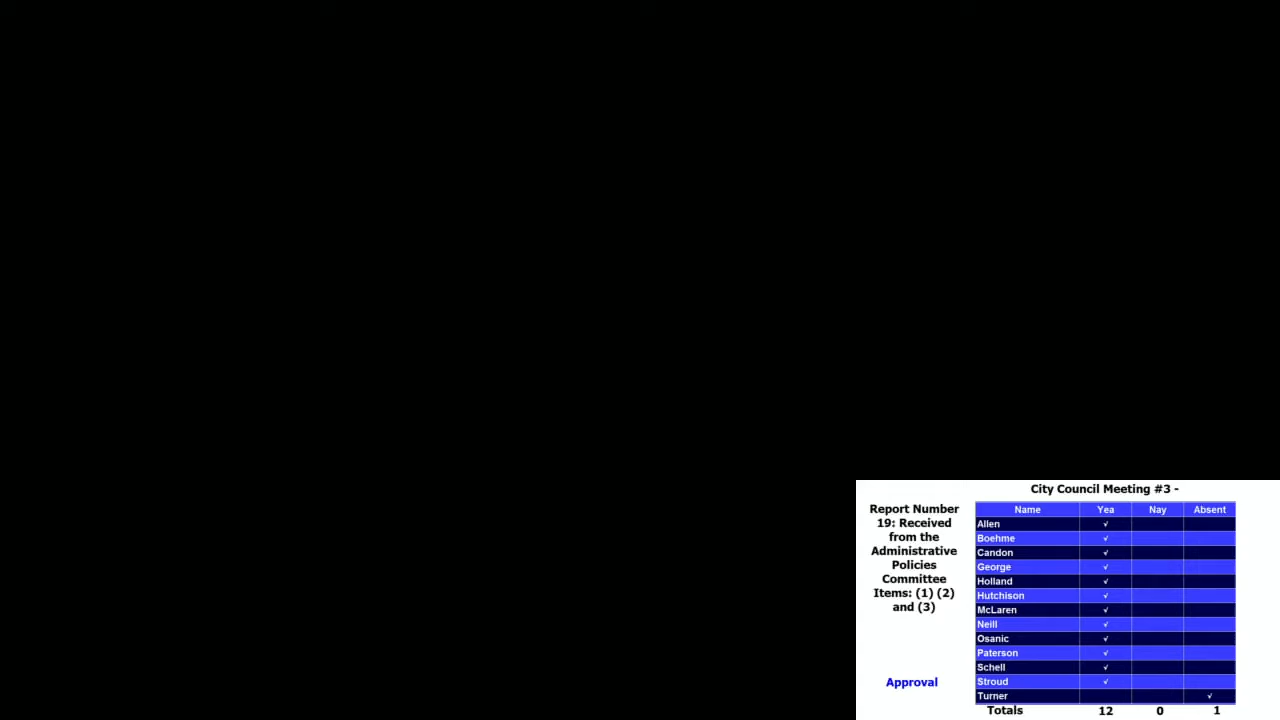 City Council Meeting #3 -
Report Number
19: Received
from the
Administrative
Policies
Committee
Items: (1) (2)
and (3)
Approval
Name Yea Nay Absent
Allen √
Boehme √
Candon √
George √
Holland √
Hutchison √
McLaren √
Neill √
Osanic √
Paterson √
Schell √
Stroud √
Turner √
Totals 12 0 1